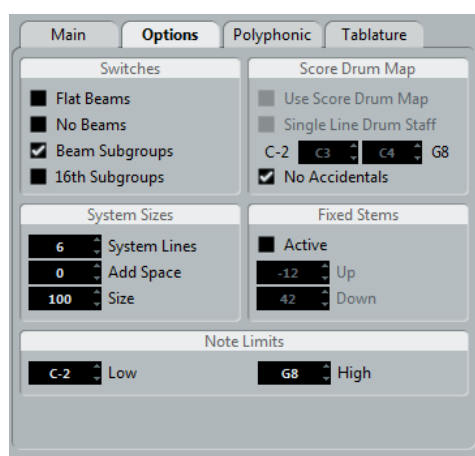 Main Options Polyphonic Tablature
Switches
Flat Beams
No Beams
Beam Subgroups
16th Subgroups
Score Drum Map
Use Score Drum Map
Single Line Drum Staff
C-2 C3 C4 G8
No Accidentals
System Sizes
6 System Lines
0 Add Space
100 Size
Fixed Stems
Active
-12 Up
42 Down
Note Limits
C-2 Low G8 High